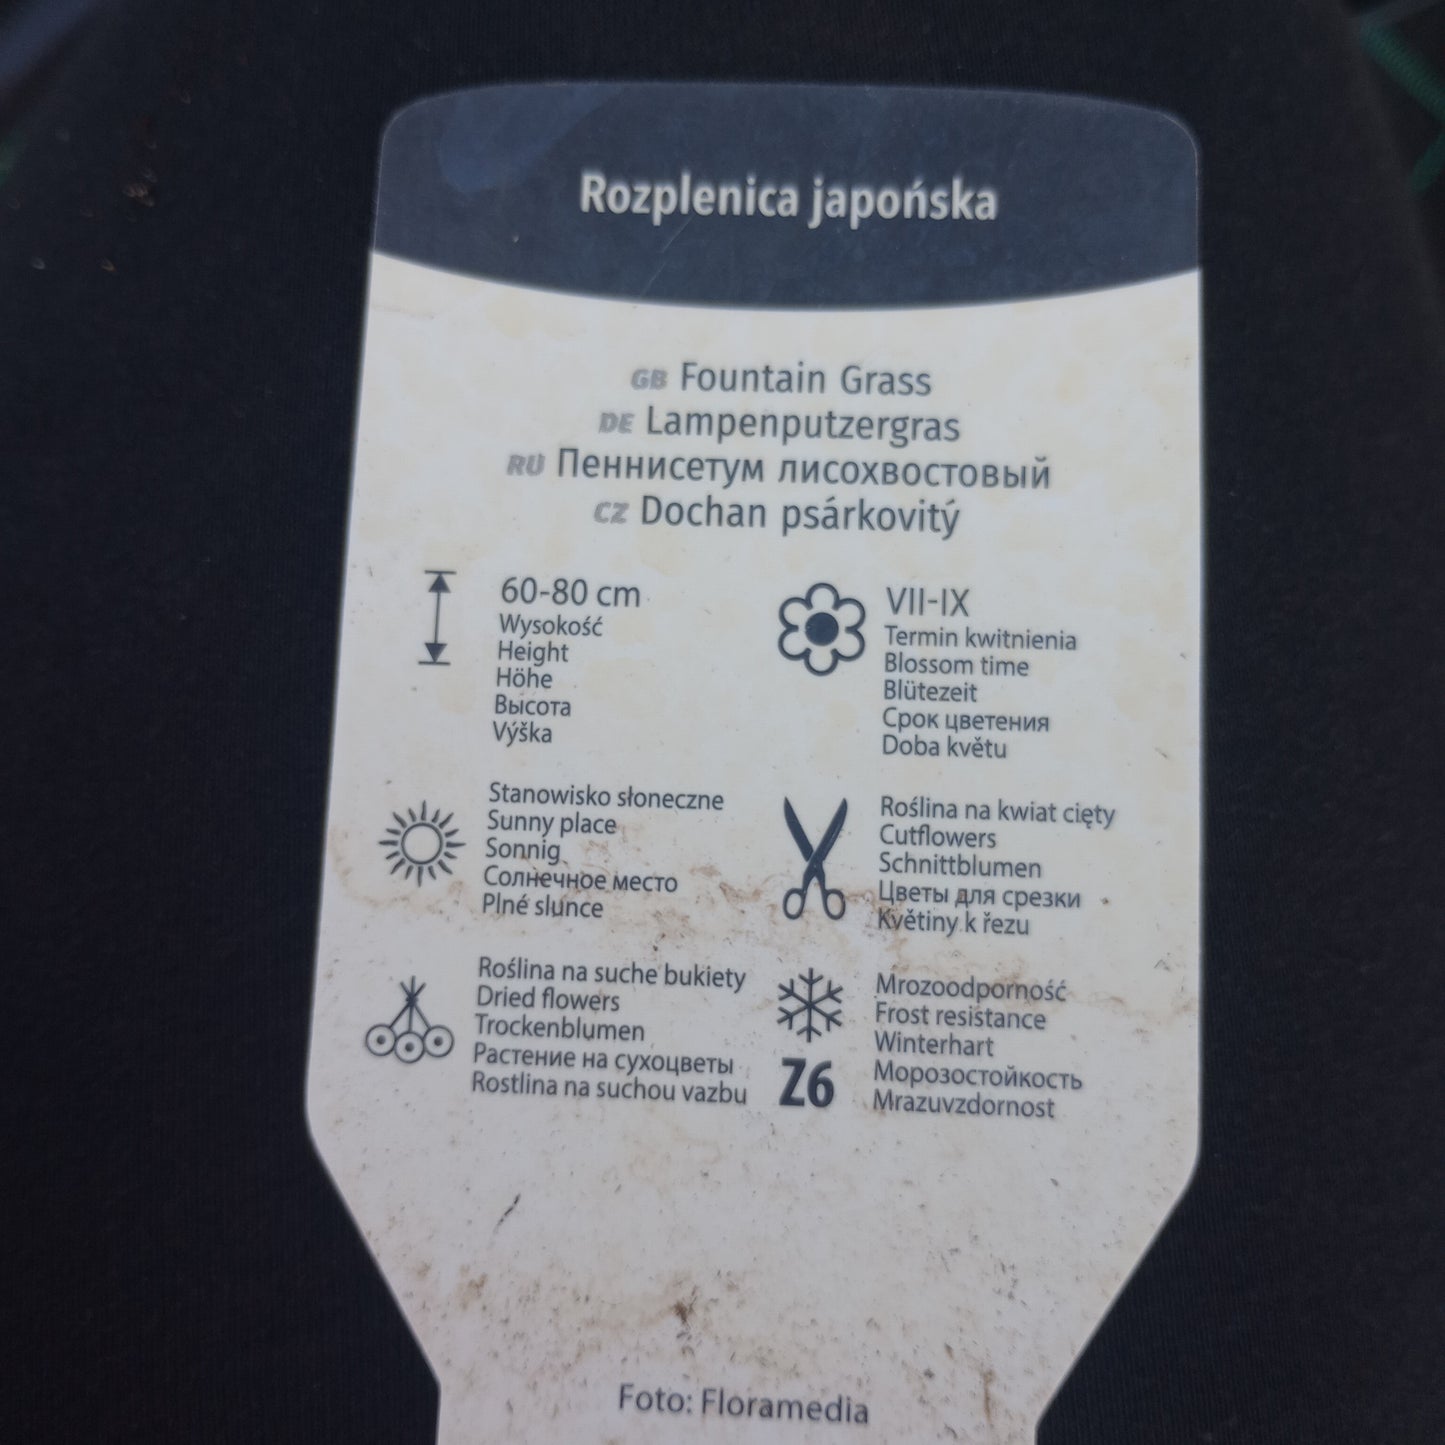 Rozplenica japońska
GB Fountain Grass
DE Lampenputzergras
RU Пеннисетум лисохвостовый
CZ Dochan psárkovitý
60-80 cm
Wysokość
Height
Höhe
Высота
Výška
VII-IX
Termin kwitnienia
Blossom time
Blütezeit
Срок цветения
Doba květu
Stanowisko słoneczne
Sunny place
Sonnig
Солнечное место
Plné slunce
Roślina na kwiat cięty
Cutflowers
Schnittblumen
Цветы для срезки
Květiny k řezu
Roślina na suche bukiety
Dried flowers
Trockenblumen
Растение на сухоцветы
Rostlina na suchou vazbu
Z6
Mrozoodporność
Frost resistance
Winterhart
Морозостойкость
Mrazuvzdornost
Foto: Floramedia